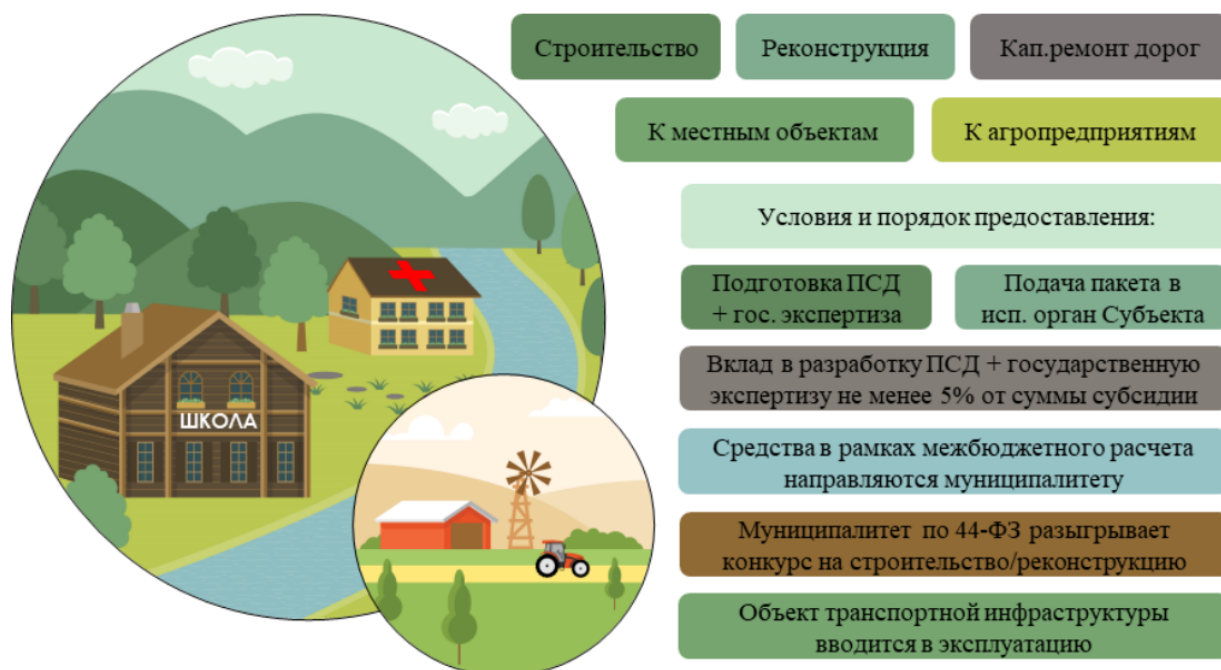 Строительство
Реконструкция
Кап.ремонт дорог
К местным объектам
К агропредприятиям
Условия и порядок предоставления:
Подготовка ПСД
+ гос. экспертиза
Подача пакета в
исп. орган Субъекта
Вклад в разработку ПСД + государственную
экспертизу не менее 5% от суммы субсидии
Средства в рамках межбюджетного расчета
направляются муниципалитету
Муниципалитет по 44-ФЗ разыгрывает
конкурс на строительство/реконструкцию
Объект транспортной инфраструктуры
вводится в эксплуатацию
ШКОЛА